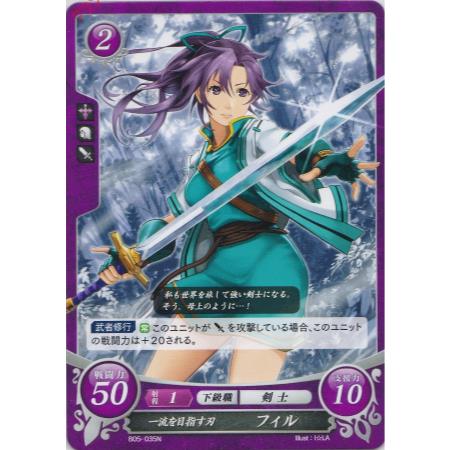 2
私も世界を旅して強い剣士になる。
そう、母上のように…!
武者修行 常 このユニットが を攻撃している場合、このユニット
の戦闘力は+20される。
戦闘力 50 射程 1 下級職 剣士 支援力 10
一流を目指す刃 フィル
B05-035N Illust:HxLA